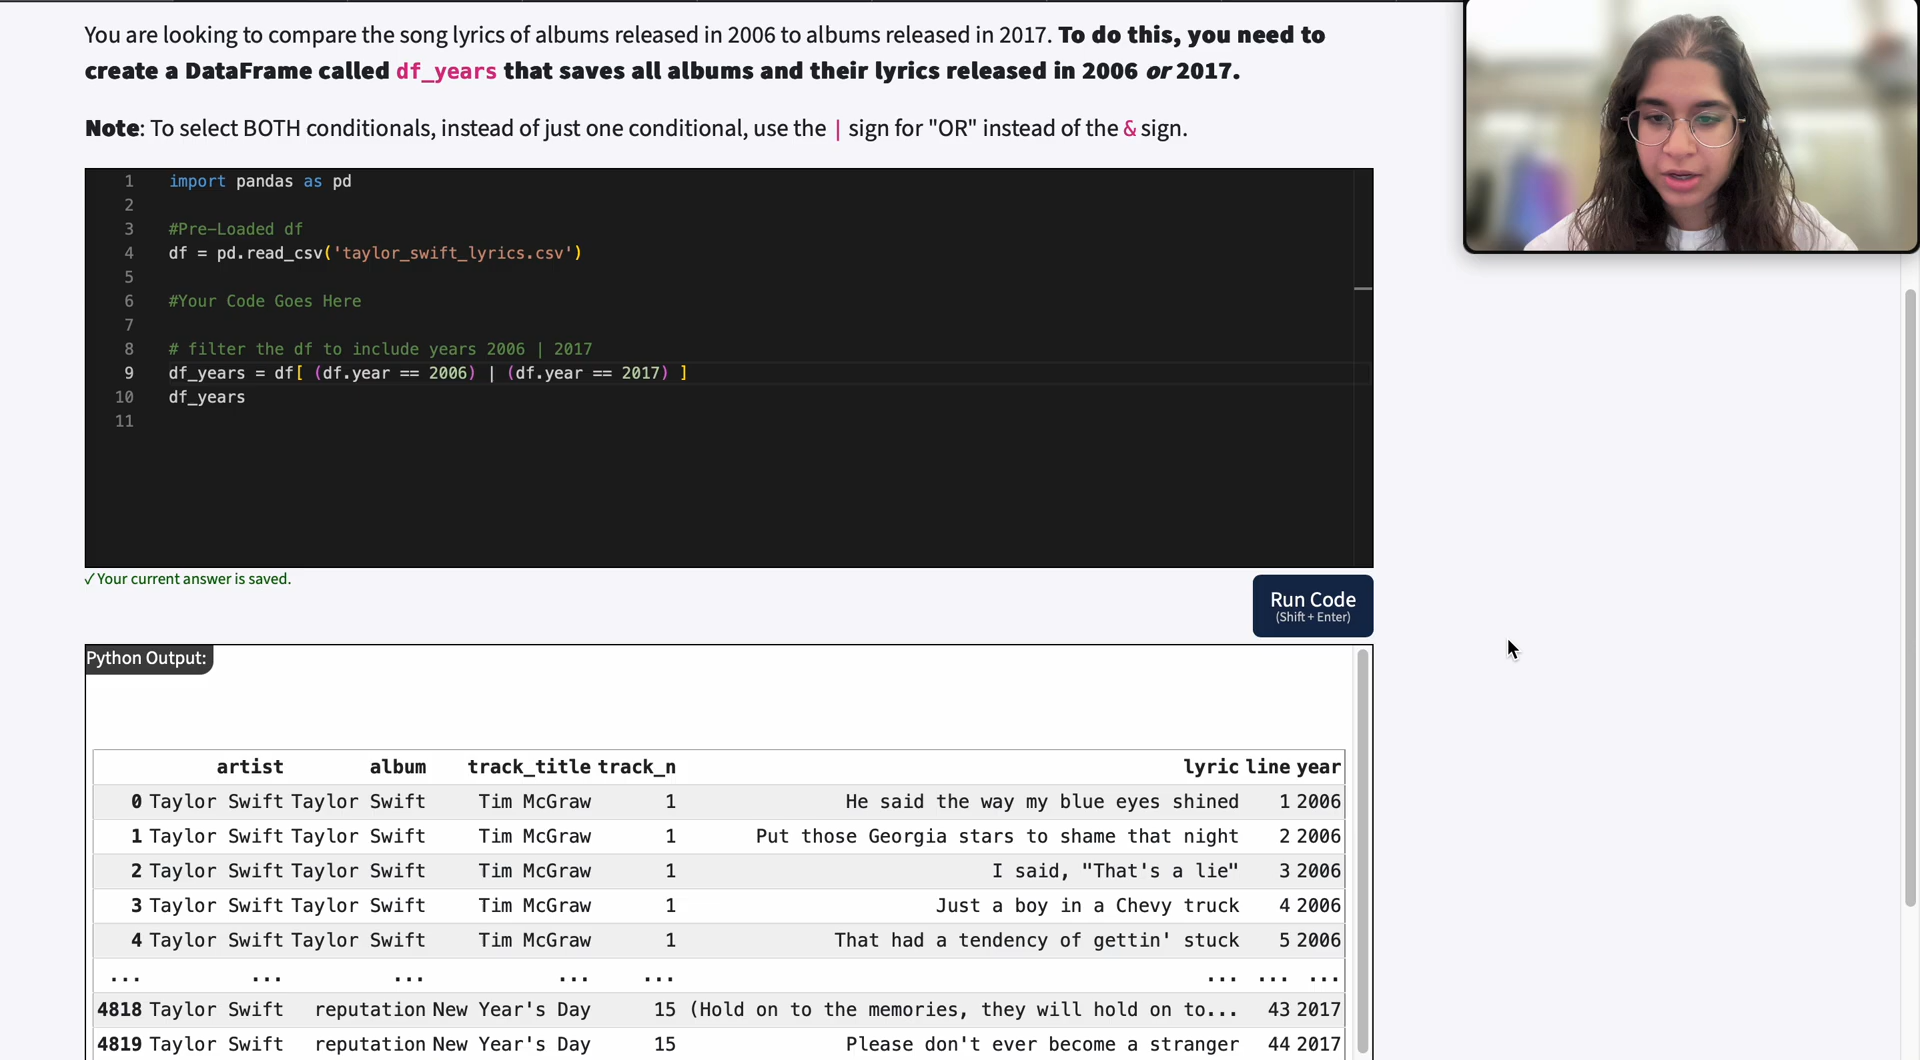 You are looking to compare the song lyrics of albums released in 2006 to albums released in 2017. To do this, you need to
create a DataFrame called df_years that saves all albums and their lyrics released in 2006 or 2017.
Note: To select BOTH conditionals, instead of just one conditional, use the | sign for "OR" instead of the & sign.
1 import pandas as pd
2
3 #Pre-Loaded df
4 df = pd.read_csv('taylor_swift_lyrics.csv')
5
6 #Your Code Goes Here
7
8 # filter the df to include years 2006 | 2017
9 df_years = df[ (df.year == 2006) | (df.year == 2017) ]
10 df_years
11
✓Your current answer is saved.
Run Code
(Shift + Enter)
Python Output:
artist album track_title track_n lyric line year
0 Taylor Swift Taylor Swift Tim McGraw 1 He said the way my blue eyes shined 1 2006
1 Taylor Swift Taylor Swift Tim McGraw 1 Put those Georgia stars to shame that night 2 2006
2 Taylor Swift Taylor Swift Tim McGraw 1 I said, "That's a lie" 3 2006
3 Taylor Swift Taylor Swift Tim McGraw 1 Just a boy in a Chevy truck 4 2006
4 Taylor Swift Taylor Swift Tim McGraw 1 That had a tendency of gettin' stuck 5 2006
... ... ... ... ... ... ... ...
4818 Taylor Swift reputation New Year's Day 15 (Hold on to the memories, they will hold on to... 43 2017
4819 Taylor Swift reputation New Year's Day 15 Please don't ever become a stranger 44 2017